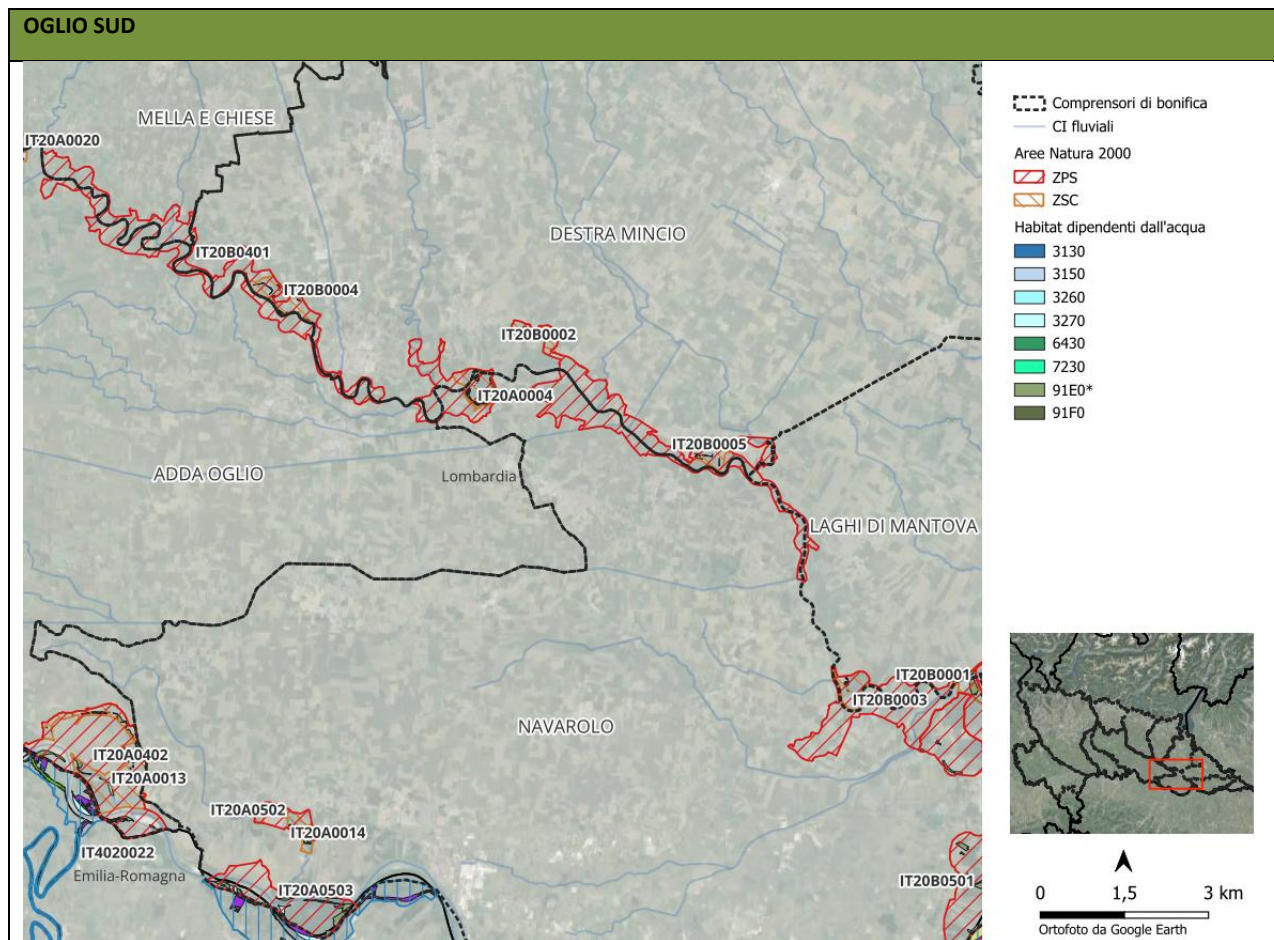 OGLIO SUD
MELLA E CHIESE
IT20A0020
DESTRA MINCIO
IT20B0401
IT20B0004
IT20B0002
IT20A0004
IT20B0005
ADDA OGLIO
Lombardia
LAGHI DI MANTOVA
IT20B0001
IT20B0003
NAVAROLO
IT20A0402
IT20A0013
IT20A0502
IT20A0014
IT4020022
Emilia-Romagna
IT20A0503
IT20B0501
Comprensori di bonifica
CI fluviali
Aree Natura 2000
ZPS
ZSC
Habitat dipendenti dall'acqua
3130
3150
3260
3270
6430
7230
91E0*
91F0
0 1,5 3 km
Ortofoto da Google Earth